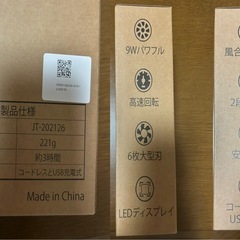 製品仕様
JT-202126
221g
約3時間
コードレスとUSB充電式
Made in China
9Wパワフル
高速回転
6枚大型刃
LEDディスプレイ
風合
2段
安
コー
US